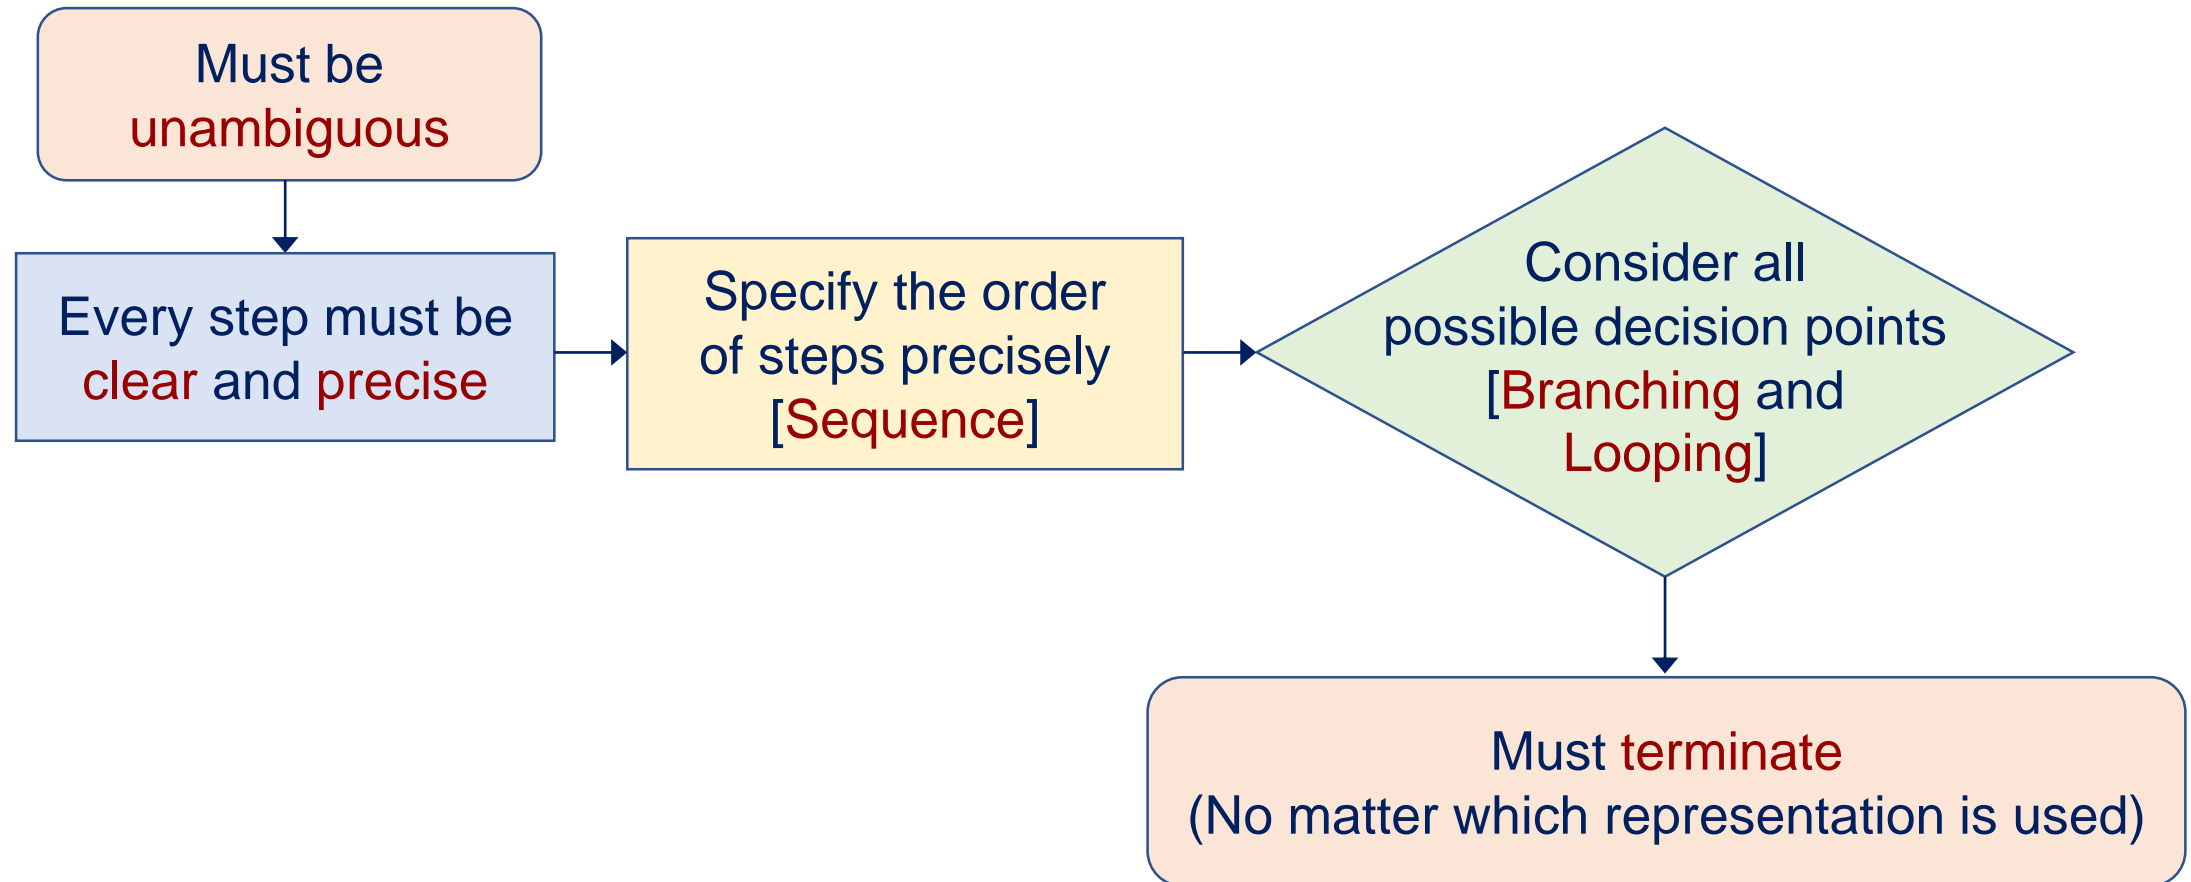 Must be
unambiguous
Every step must be
clear and precise
Specify the order
of steps precisely
[Sequence]
Consider all
possible decision points
[Branching and
Looping]
Must terminate
(No matter which representation is used)